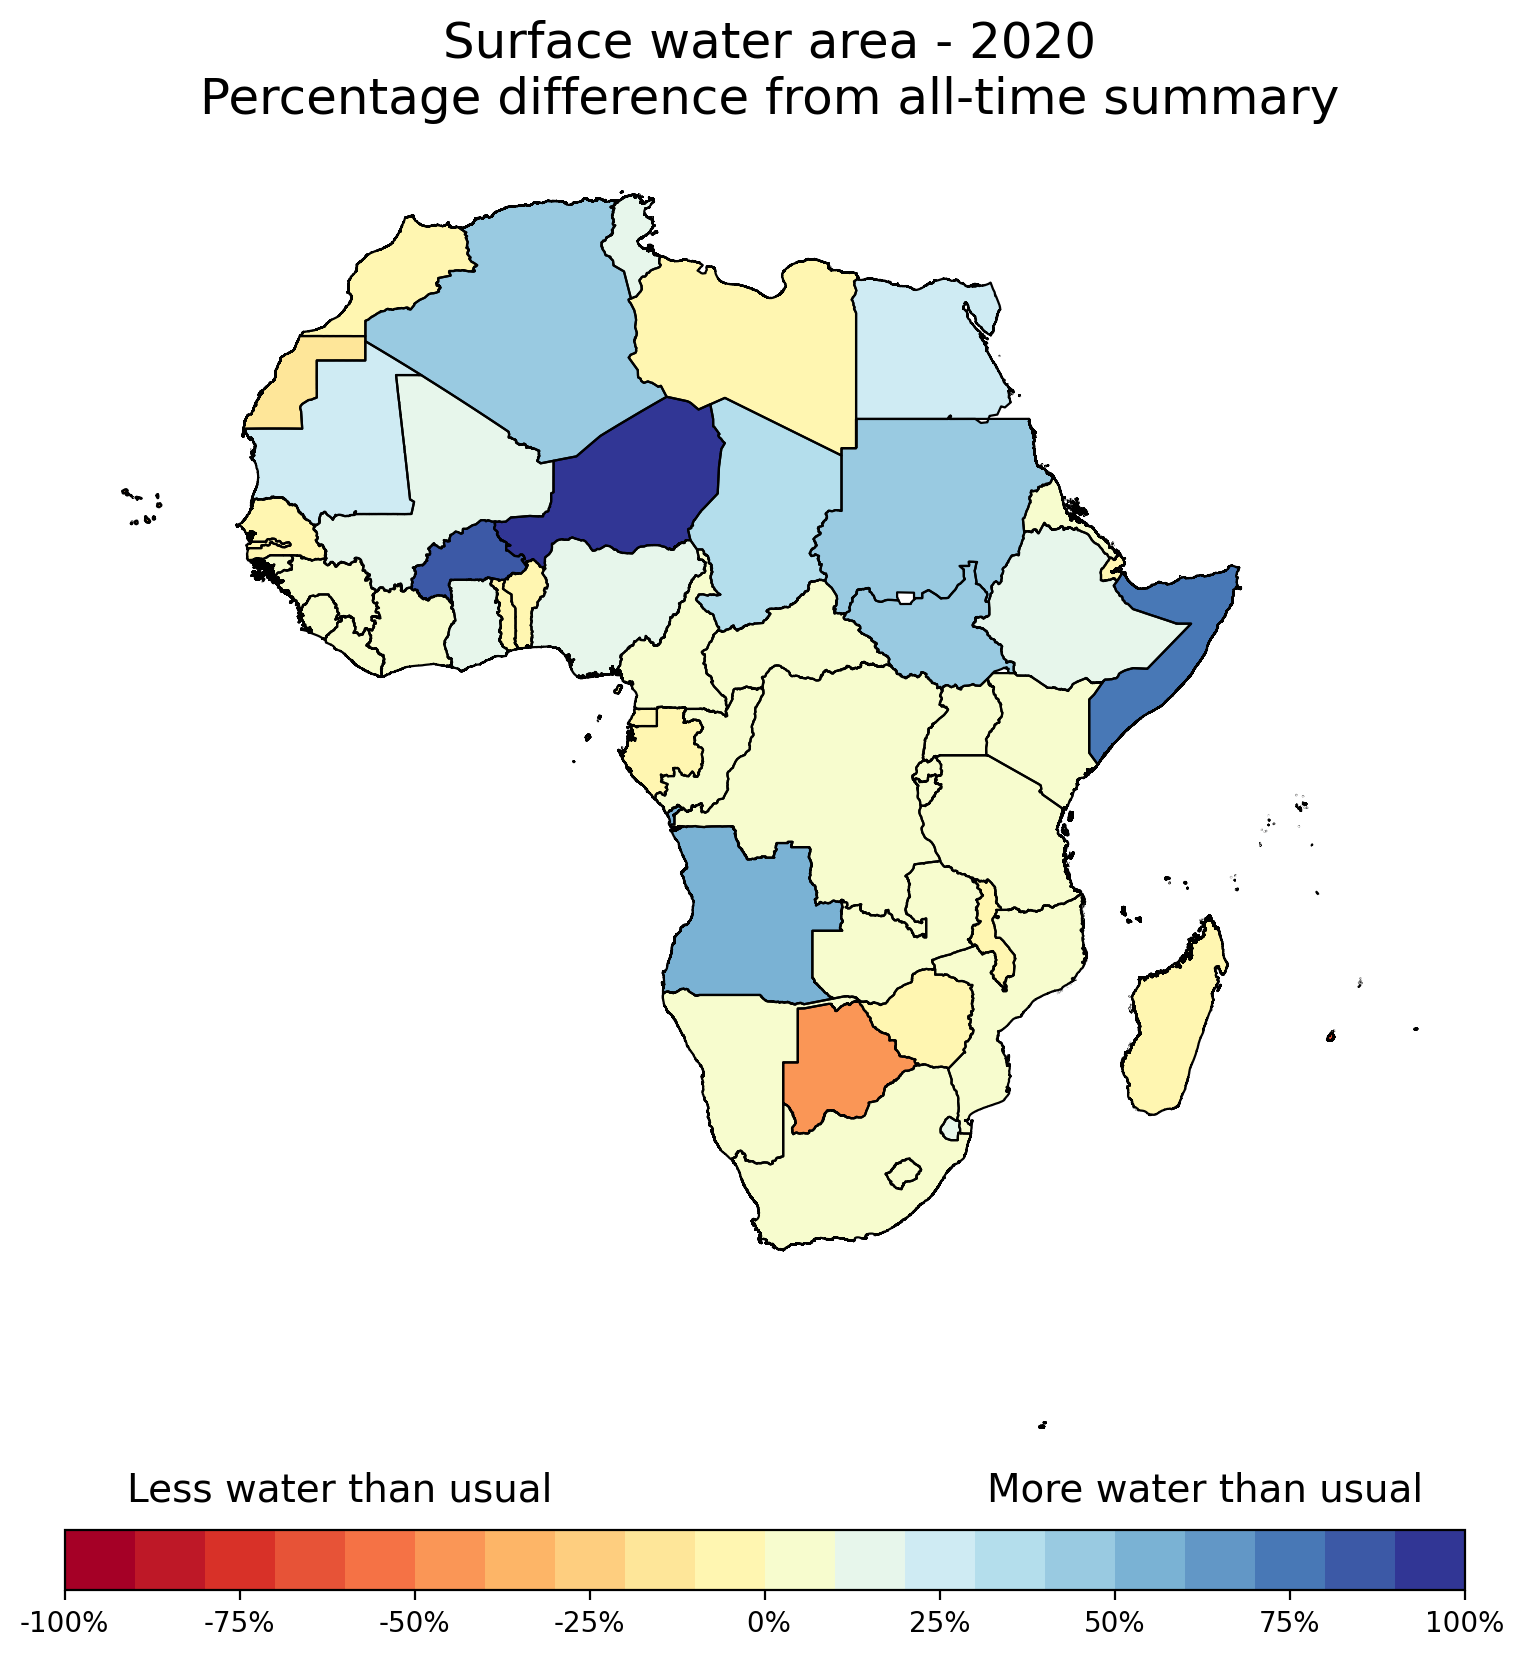 Surface water area - 2020
Percentage difference from all-time summary
Less water than usual
More water than usual
-100%
-75%
-50%
-25%
0%
25%
50%
75%
100%